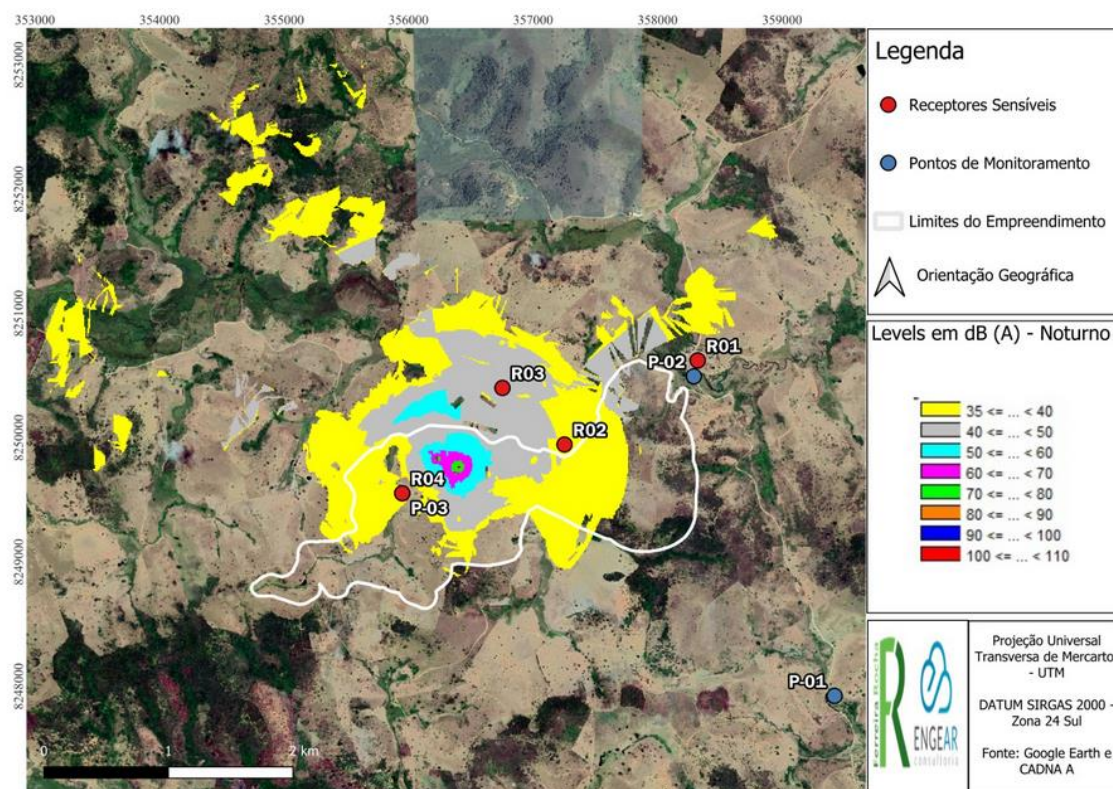 353000
354000
355000
356000
357000
358000
359000
8253000
8252000
8251000
8250000
8249000
8248000
R01
P-02
R03
R02
R04
P-03
P-01
0
1
2 km
Legenda
Receptores Sensíveis
Pontos de Monitoramento
Limites do Empreendimento
Orientação Geográfica
Levels em dB (A) - Noturno
35 <= ... < 40
40 <= ... < 50
50 <= ... < 60
60 <= ... < 70
70 <= ... < 80
80 <= ... < 90
90 <= ... < 100
100 <= ... < 110
Ferreira Rocha
ENGEAR
consultoria
Projeção Universal
Transversa de Mercarto
- UTM
DATUM SIRGAS 2000 -
Zona 24 Sul
Fonte: Google Earth e
CADNA A